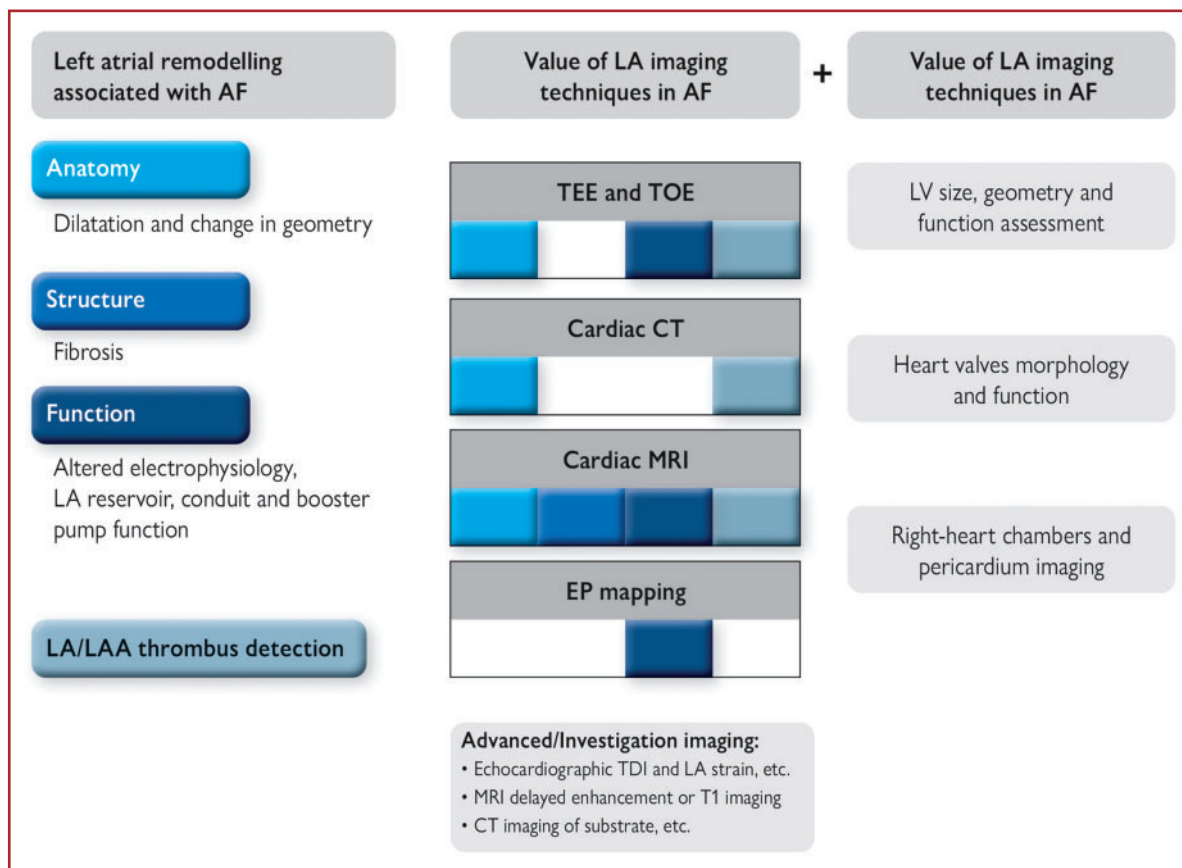 Left atrial remodelling
associated with AF
Anatomy
Dilatation and change in geometry
Structure
Fibrosis
Function
Altered electrophysiology,
LA reservoir, conduit and booster
pump function
LA/LAA thrombus detection
Value of LA imaging
techniques in AF
TEE and TOE
Cardiac CT
Cardiac MRI
EP mapping
Advanced/Investigation imaging:
• Echocardiographic TDI and LA strain, etc.
• MRI delayed enhancement or T1 imaging
• CT imaging of substrate, etc.
+
Value of LA imaging
techniques in AF
LV size, geometry and
function assessment
Heart valves morphology
and function
Right-heart chambers and
pericardium imaging